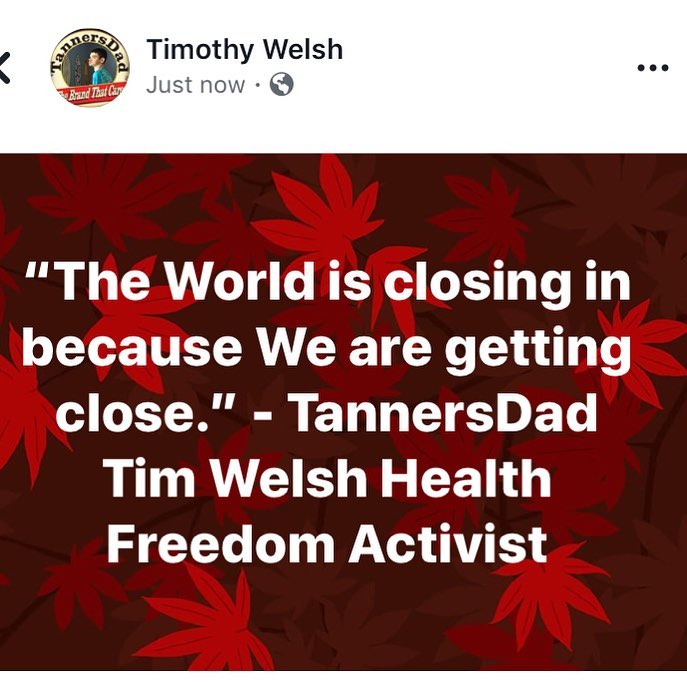 TannersDad
The Brand That Cares
Timothy Welsh
Just now ·
“The World is closing in
because We are getting
close.” - TannersDad
Tim Welsh Health
Freedom Activist